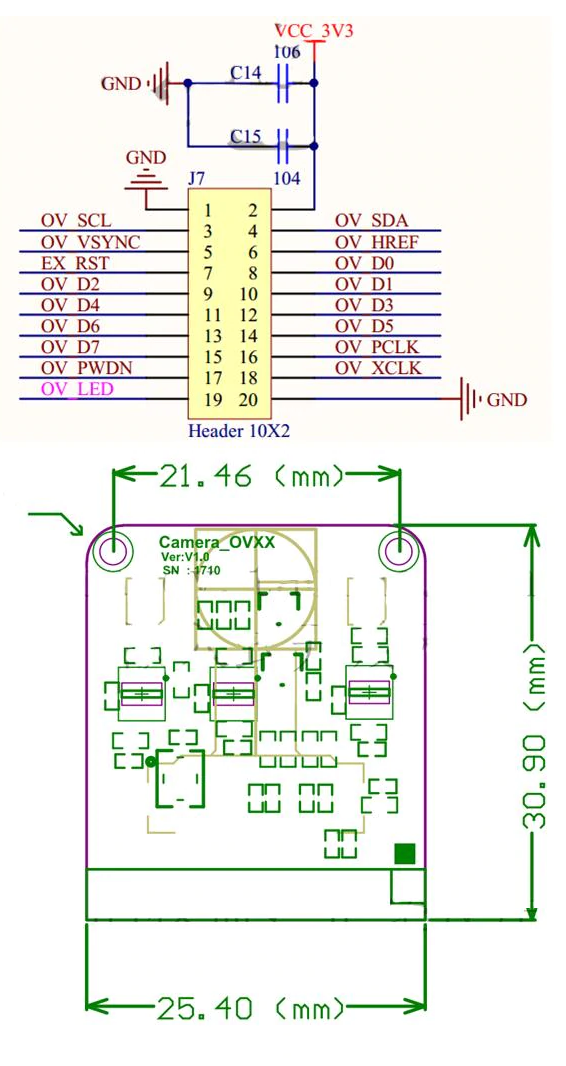 VCC_3V3
106
GND
C14
C15
GND
J7
104
1 2
OV_SCL 3 4 OV_SDA
OV_VSYNC 5 6 OV_HREF
EX_RST 7 8 OV_D0
OV_D2 9 10 OV_D1
OV_D4 11 12 OV_D3
OV_D6 13 14 OV_D5
OV_D7 15 16 OV_PCLK
OV_PWDN 17 18 OV_XCLK
OV_LED 19 20 GND
Header 10X2
21.46 (mm)
Camera_OVXX
Ver:V1.0
SN :1710
30.90 (mm)
25.40 (mm)